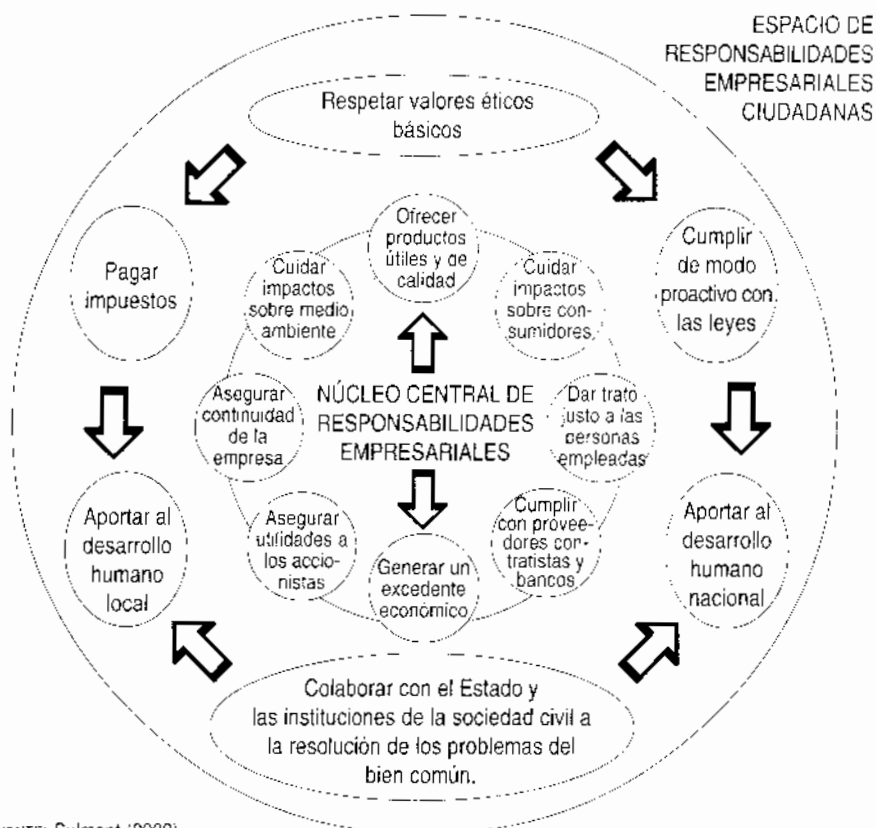 ESPACIO DE
RESPONSABILIDADES
EMPRESARIALES
CIUDADANAS
Respetar valores éticos
básicos
Pagar
impuestos
Cumplir
de modo
proactivo con
las leyes
Ofrecer
productos
útiles y de
calidad
Cuidar
impactos
sobre medio
ambiente
Cuidar
impactos
sobre con-
sumidores
Asegurar
continuidad
de la
empresa
NÚCLEO CENTRAL DE
RESPONSABILIDADES
EMPRESARIALES
Dar trato
justo a las
personas
empleadas
Asegurar
utilidades a
los accio-
nistas
Generar un
excedente
económico
Cumplir
con provee-
dores con-
tratistas y
bancos
Aportar al
desarrollo
humano
local
Aportar al
desarrollo
humano
nacional
Colaborar con el Estado y
las instituciones de la sociedad civil a
la resolución de los problemas del
bien común.